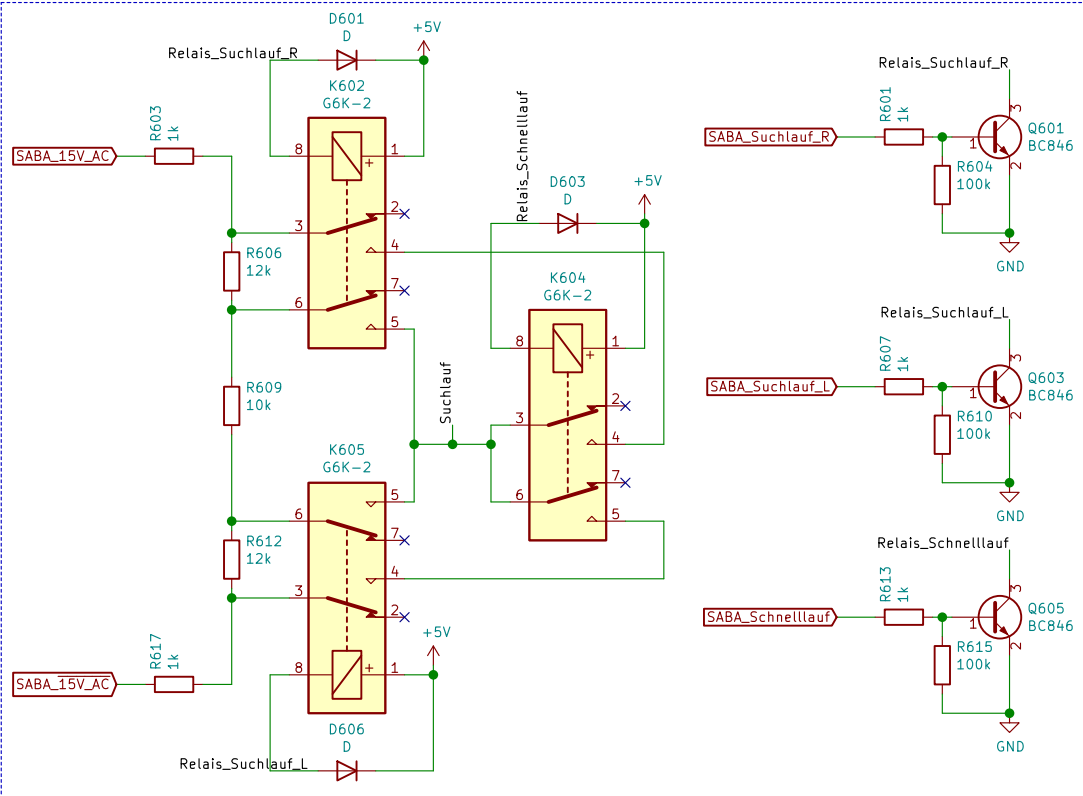 D601
D
+5V
Relais_Suchlauf_R
K602
G6K-2
R603
1k
SABA_15V_AC
8
1
+
2
3
4
7
6
5
R606
12k
R609
10k
Relais_Schnelllauf
D603
D
+5V
K604
G6K-2
8
1
+
2
3
4
7
6
5
Suchlauf
K605
G6K-2
5
6
7
4
3
2
8
1
+
+5V
R612
12k
R617
1k
SABA_15V_AC
D606
D
Relais_Suchlauf_L
Relais_Suchlauf_R
R601
1k
SABA_Suchlauf_R
3
1
2
Q601
BC846
R604
100k
GND
Relais_Suchlauf_L
R607
1k
SABA_Suchlauf_L
3
1
2
Q603
BC846
R610
100k
GND
Relais_Schnelllauf
R613
1k
SABA_Schnelllauf
3
1
2
Q605
BC846
R615
100k
GND